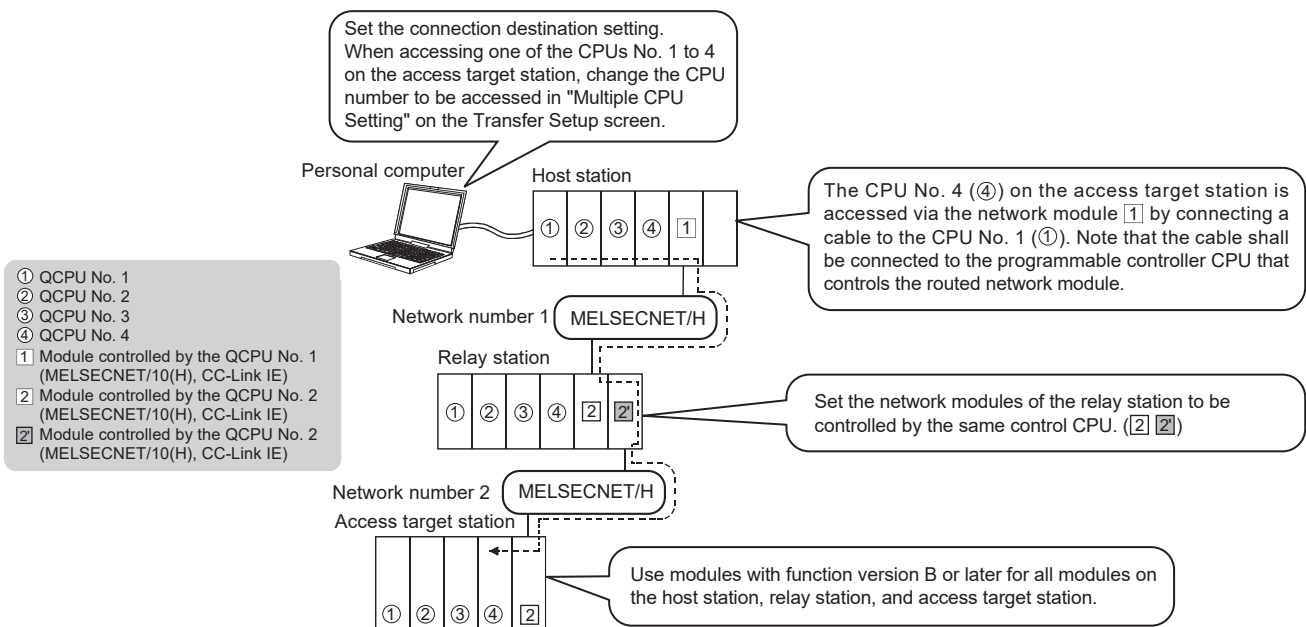 Set the connection destination setting.
When accessing one of the CPUs No. 1 to 4
on the access target station, change the CPU
number to be accessed in "Multiple CPU
Setting" on the Transfer Setup screen.
Personal computer
Host station
① ② ③ ④ 1
The CPU No. 4 (④) on the access target station is
accessed via the network module 1 by connecting a
cable to the CPU No. 1 (①). Note that the cable shall
be connected to the programmable controller CPU that
controls the routed network module.
① QCPU No. 1
② QCPU No. 2
③ QCPU No. 3
④ QCPU No. 4
1 Module controlled by the QCPU No. 1
(MELSECNET/10(H), CC-Link IE)
2 Module controlled by the QCPU No. 2
(MELSECNET/10(H), CC-Link IE)
2' Module controlled by the QCPU No. 2
(MELSECNET/10(H), CC-Link IE)
Network number 1 MELSECNET/H
Relay station
① ② ③ ④ 2 2'
Set the network modules of the relay station to be
controlled by the same control CPU. (2 2')
Network number 2 MELSECNET/H
Access target station
① ② ③ ④ 2
Use modules with function version B or later for all modules on
the host station, relay station, and access target station.